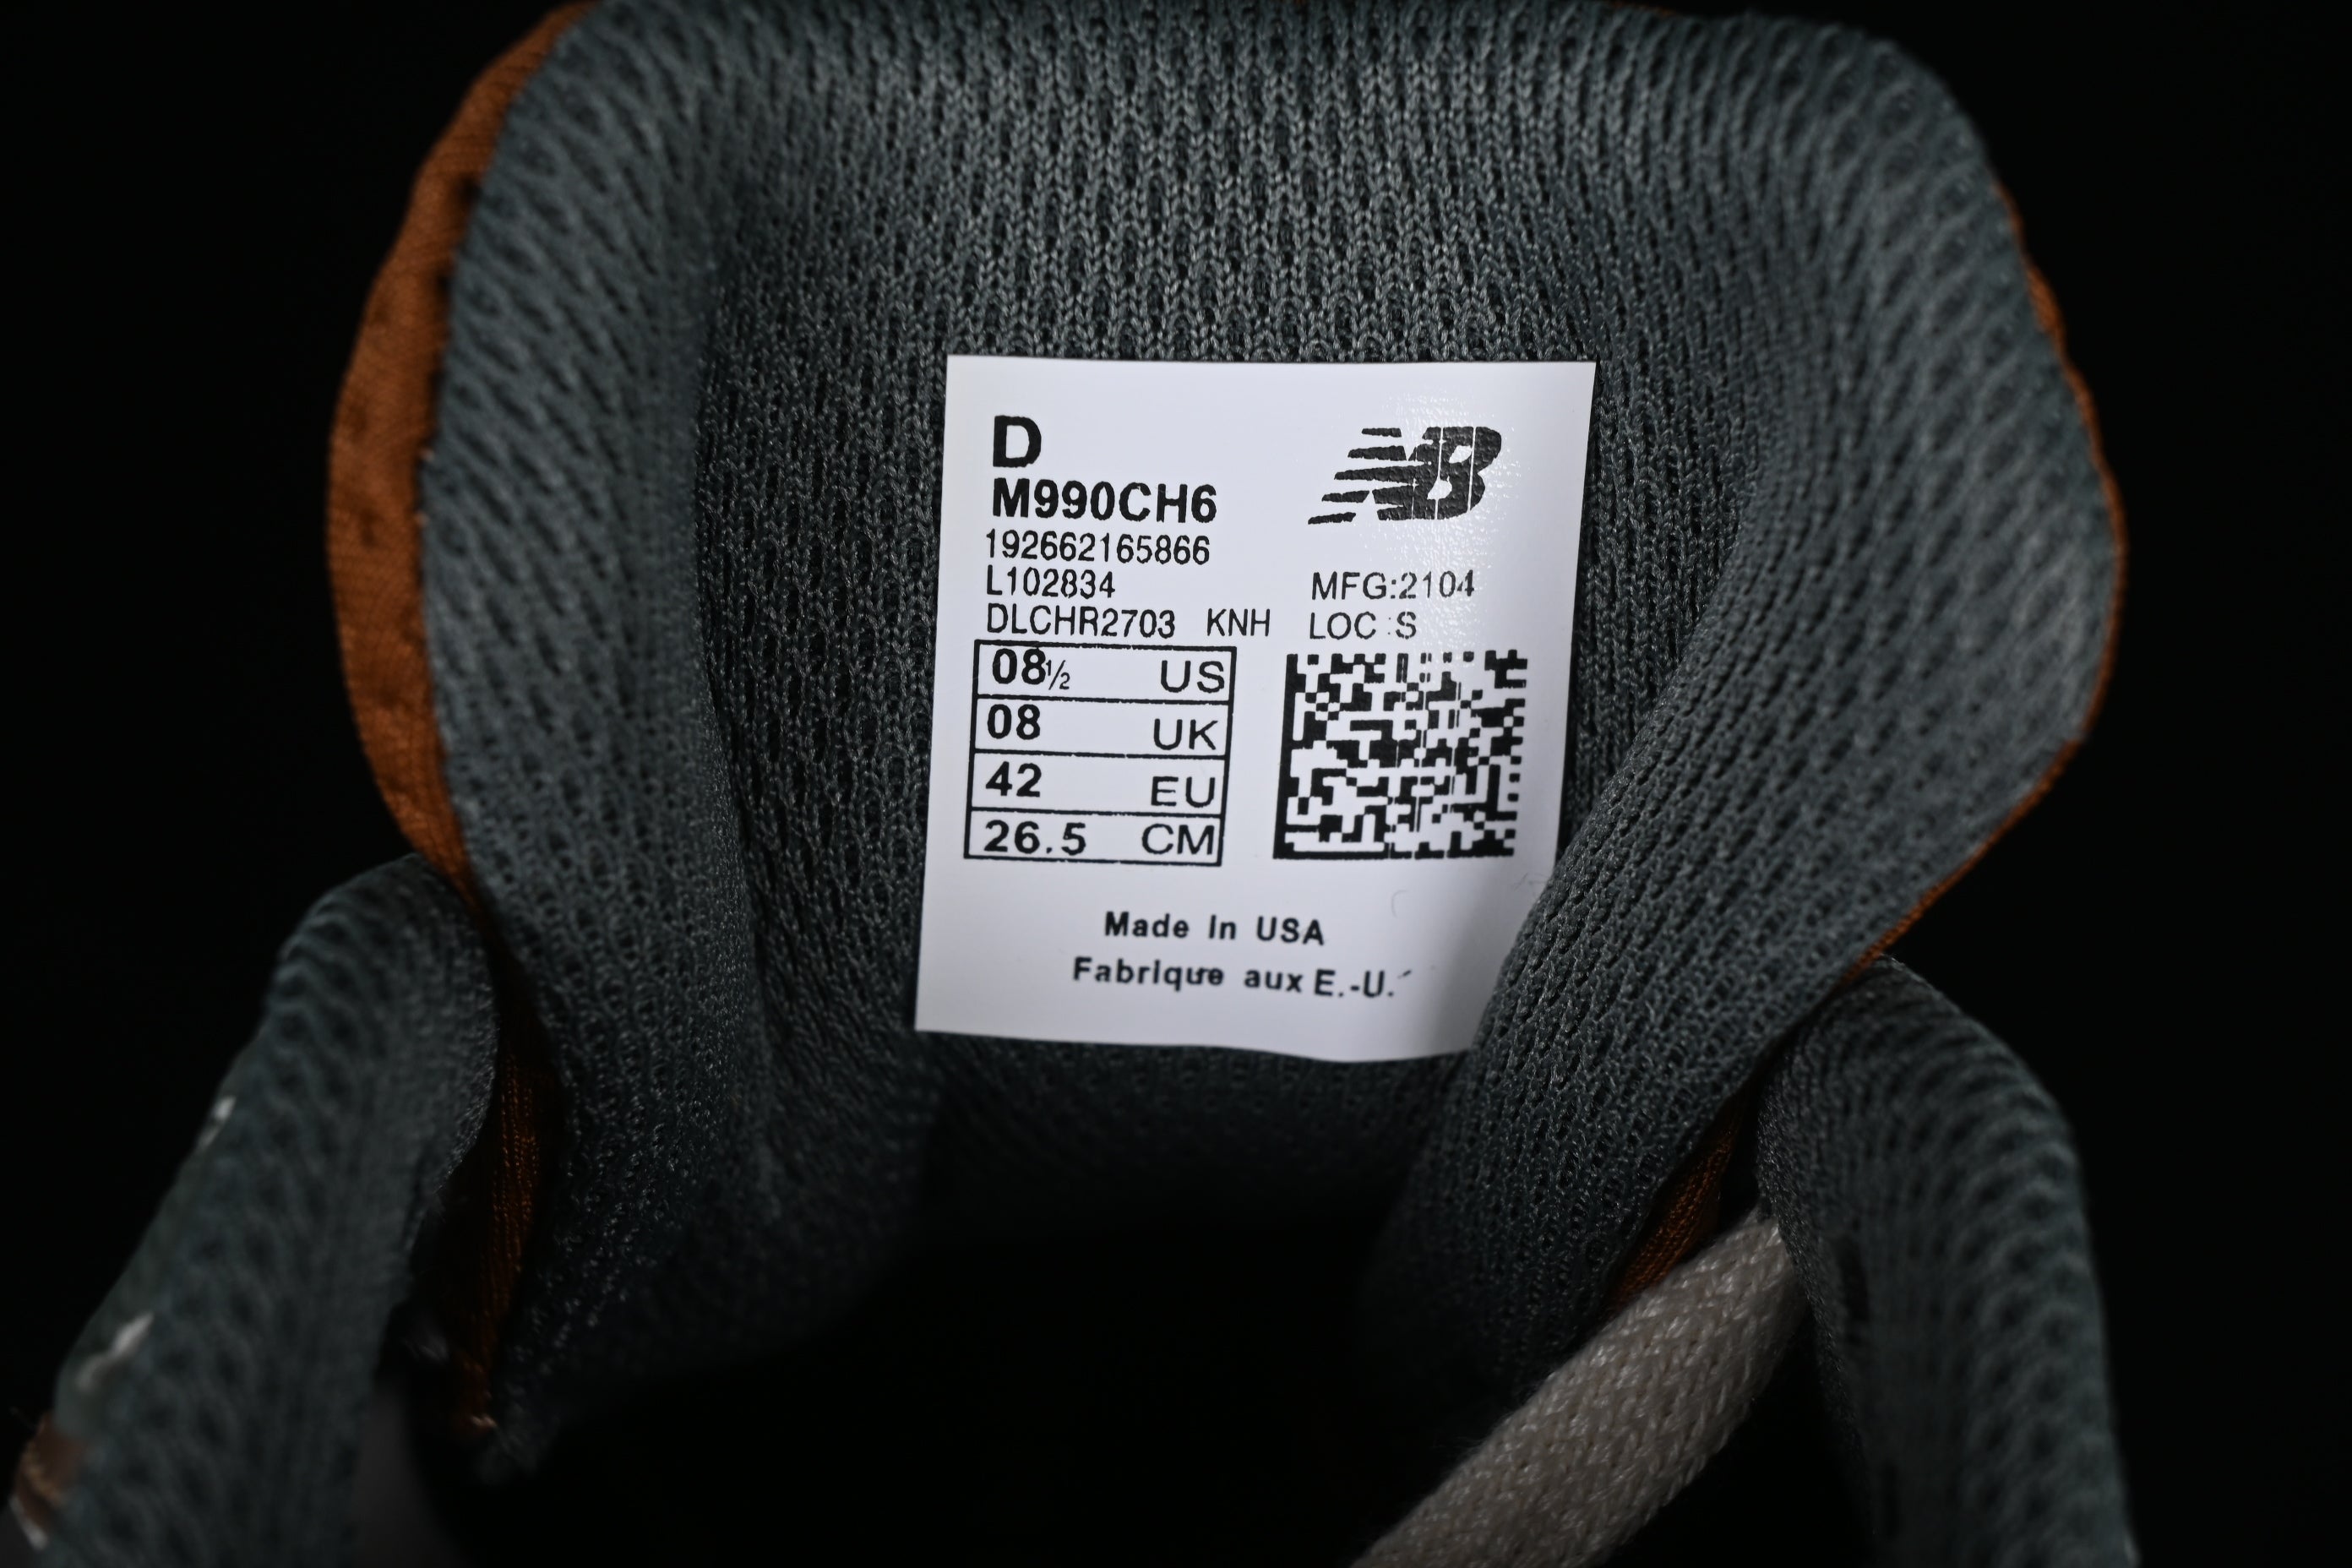 D
NB
M990CH6
192662165866
L102834 MFG:2104
DLCHR2703 KNH LOC:S
08½ US
08 UK
42 EU
26.5 CM
Made In USA
Fabrique aux E.-U.